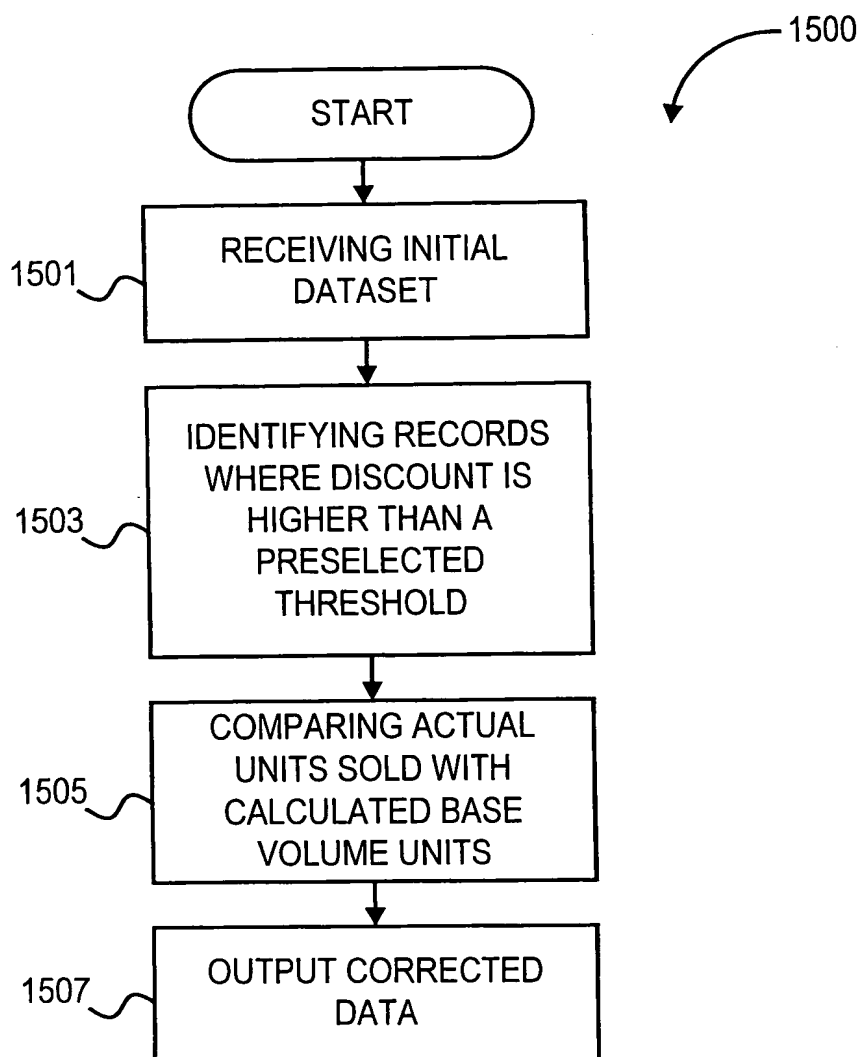 1500
START
1501
RECEIVING INITIAL
DATASET
1503
IDENTIFYING RECORDS
WHERE DISCOUNT IS
HIGHER THAN A
PRESELECTED
THRESHOLD
1505
COMPARING ACTUAL
UNITS SOLD WITH
CALCULATED BASE
VOLUME UNITS
1507
OUTPUT CORRECTED
DATA